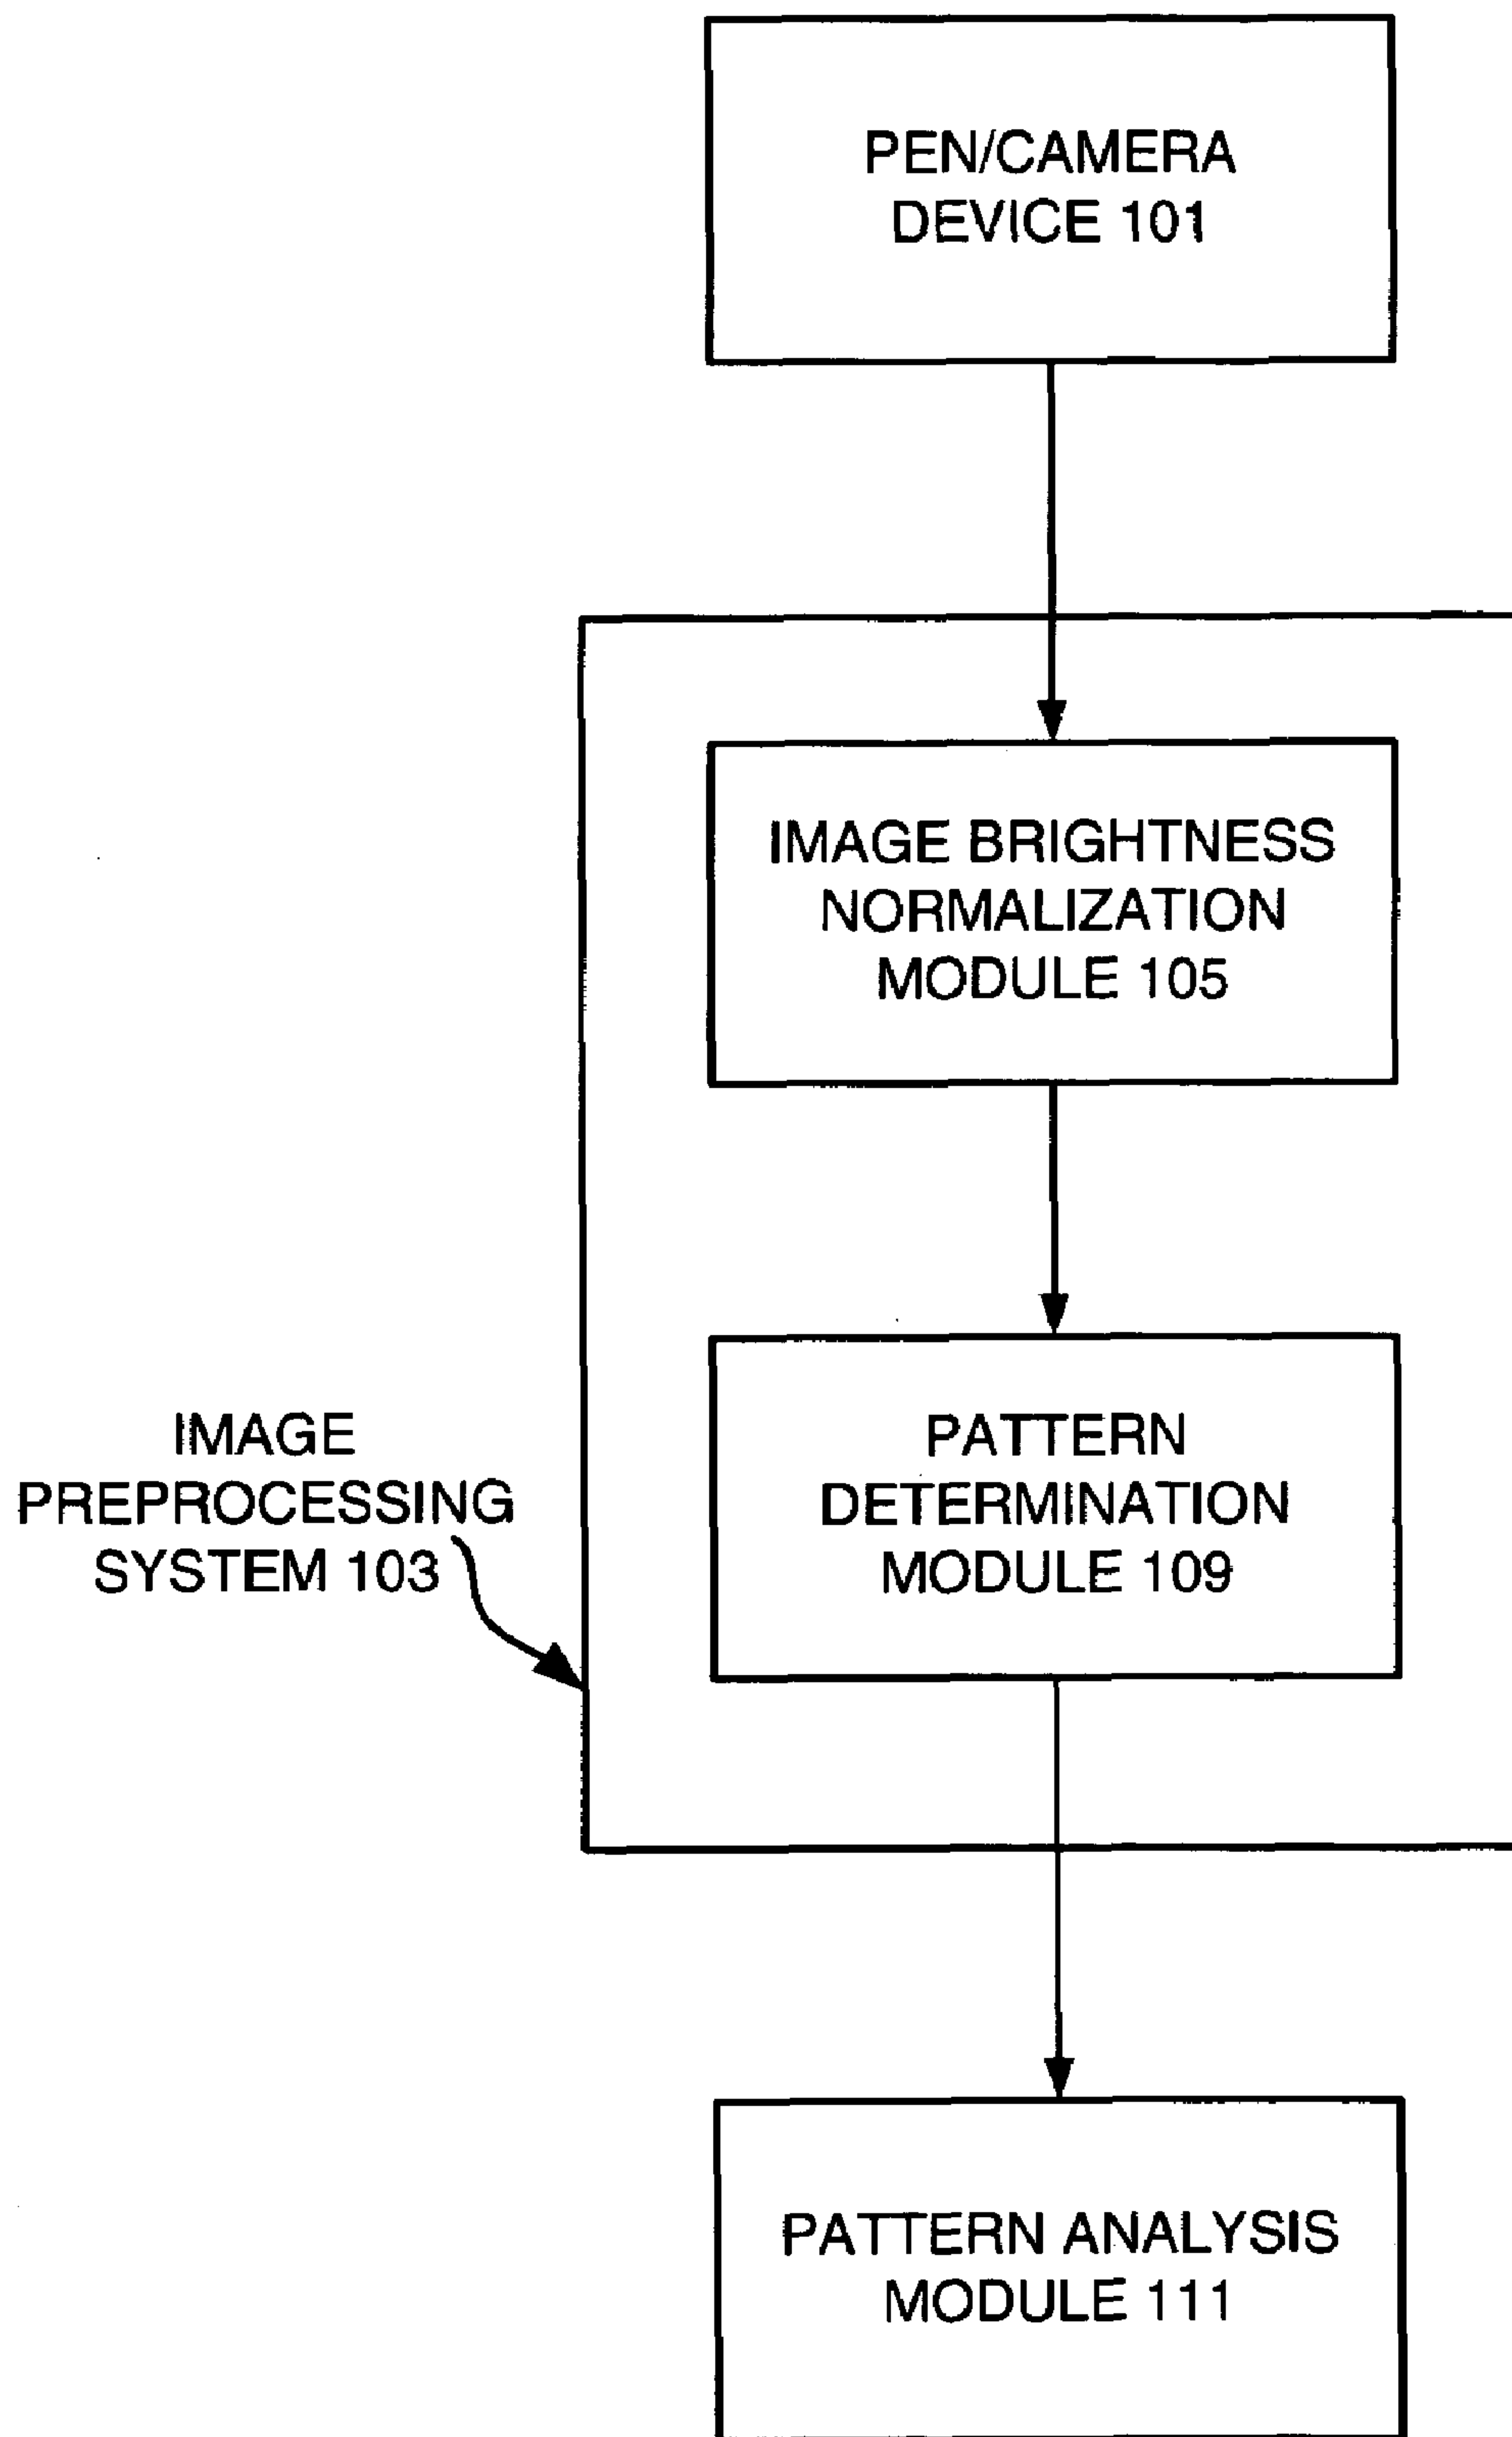 PEN/CAMERA
DEVICE 101
IMAGE BRIGHTNESS
NORMALIZATION
MODULE 105
PATTERN
DETERMINATION
MODULE 109
IMAGE
PREPROCESSING
SYSTEM 103
PATTERN ANALYSIS
MODULE 111